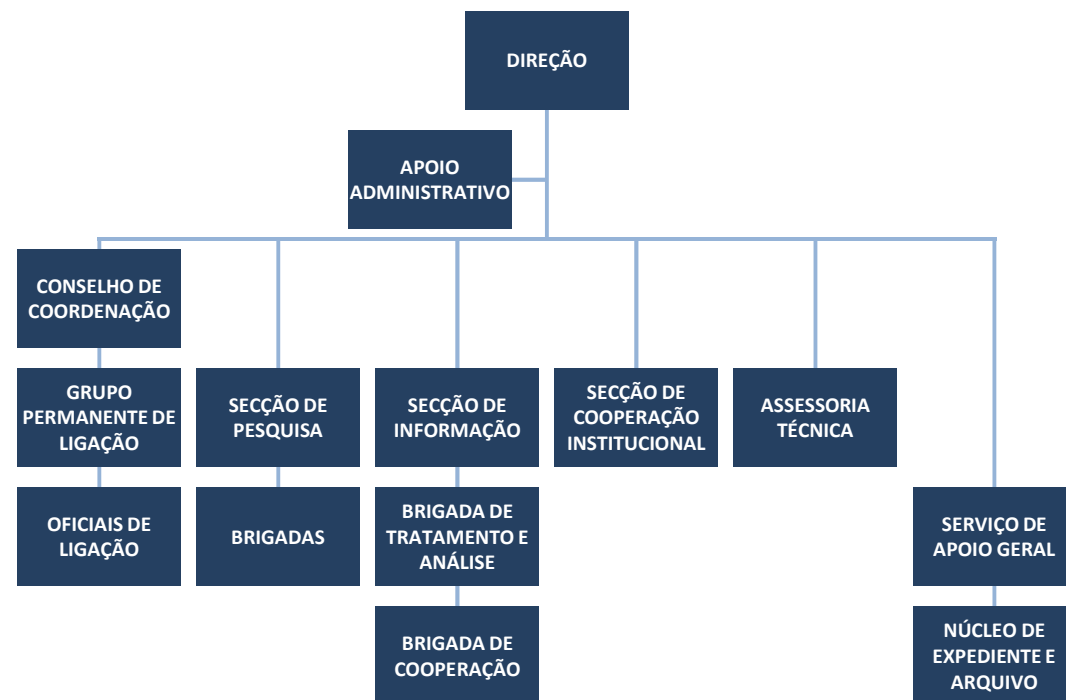 DIREÇÃO
APOIO
ADMINISTRATIVO
CONSELHO DE
COORDENAÇÃO
GRUPO
PERMANENTE DE
LIGAÇÃO
SECÇÃO DE
PESQUISA
SECÇÃO DE
INFORMAÇÃO
SECÇÃO DE
COOPERAÇÃO
INSTITUCIONAL
ASSESSORIA
TÉCNICA
OFICIAIS DE
LIGAÇÃO
BRIGADAS
BRIGADA DE
TRATAMENTO E
ANÁLISE
SERVIÇO DE
APOIO GERAL
BRIGADA DE
COOPERAÇÃO
NÚCLEO DE
EXPEDIENTE E
ARQUIVO